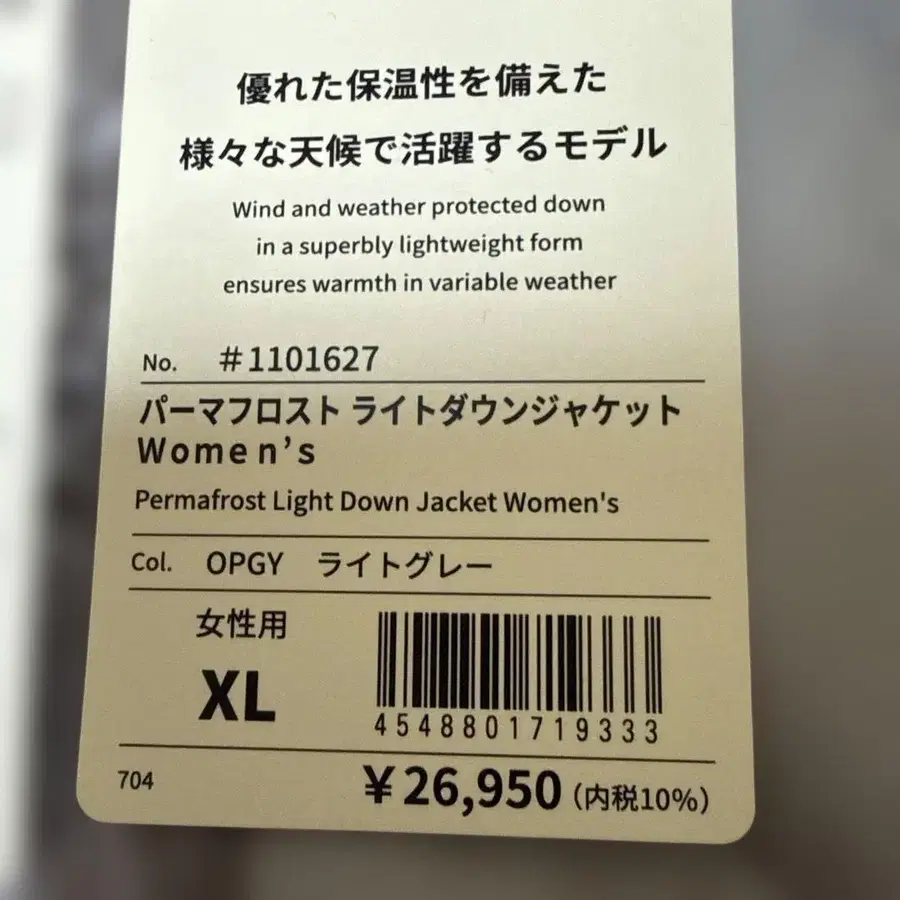 優れた保温性を備えた
様々な天候で活躍するモデル
Wind and weather protected down
in a superbly lightweight form
ensures warmth in variable weather
No. #1101627
パーマフロスト ライトダウンジャケット
Women's
Permafrost Light Down Jacket Women's
Col. OPGY ライトグレー
女性用
XL
4548801719333
704 ¥26,950 (内税10%)